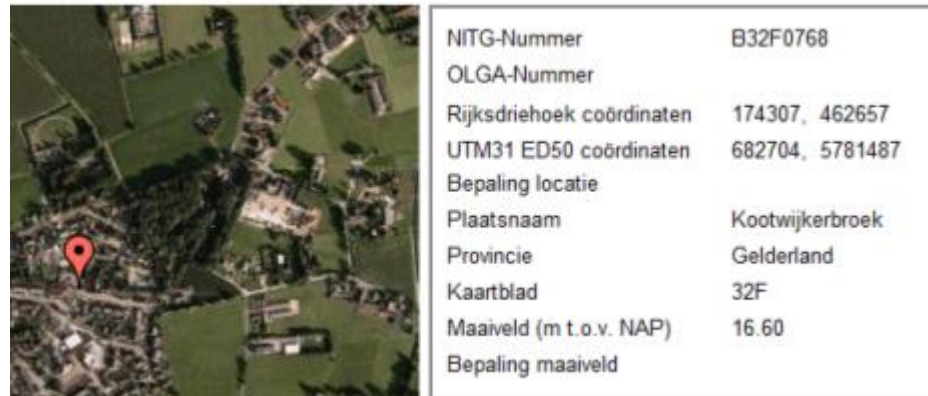 NITG-Nummer B32F0768
OLGA-Nummer
Rijksdriehoek coördinaten 174307, 462657
UTM31 ED50 coördinaten 682704, 5781487
Bepaling locatie
Plaatsnaam Kootwijkerbroek
Provincie Gelderland
Kaartblad 32F
Maaiveld (m t.o.v. NAP) 16.60
Bepaling maaiveld